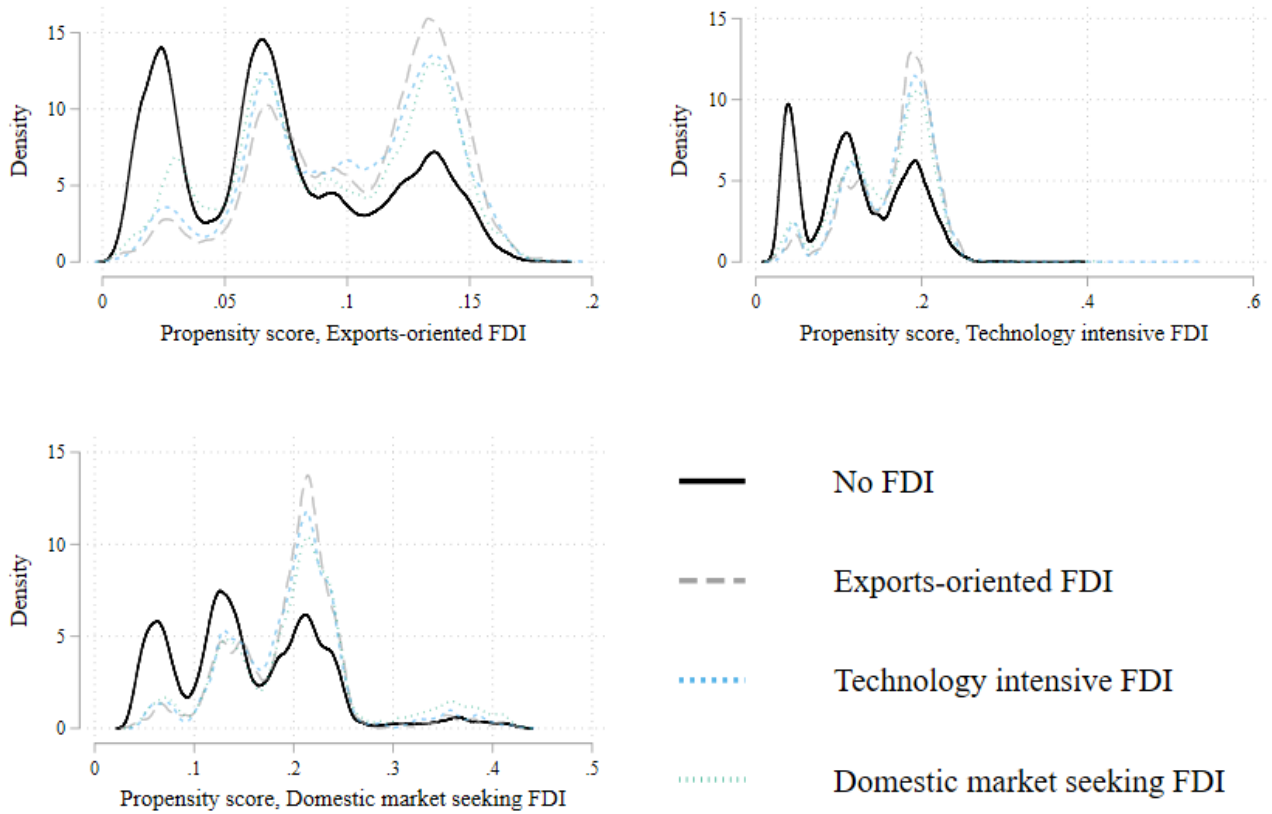 15
10
5
0
Density
0
.05
.1
.15
.2
Propensity score, Exports-oriented FDI
15
10
5
0
Density
0
.2
.4
.6
Propensity score, Technology intensive FDI
15
10
5
0
Density
0
.1
.2
.3
.4
.5
Propensity score, Domestic market seeking FDI
No FDI
Exports-oriented FDI
Technology intensive FDI
Domestic market seeking FDI